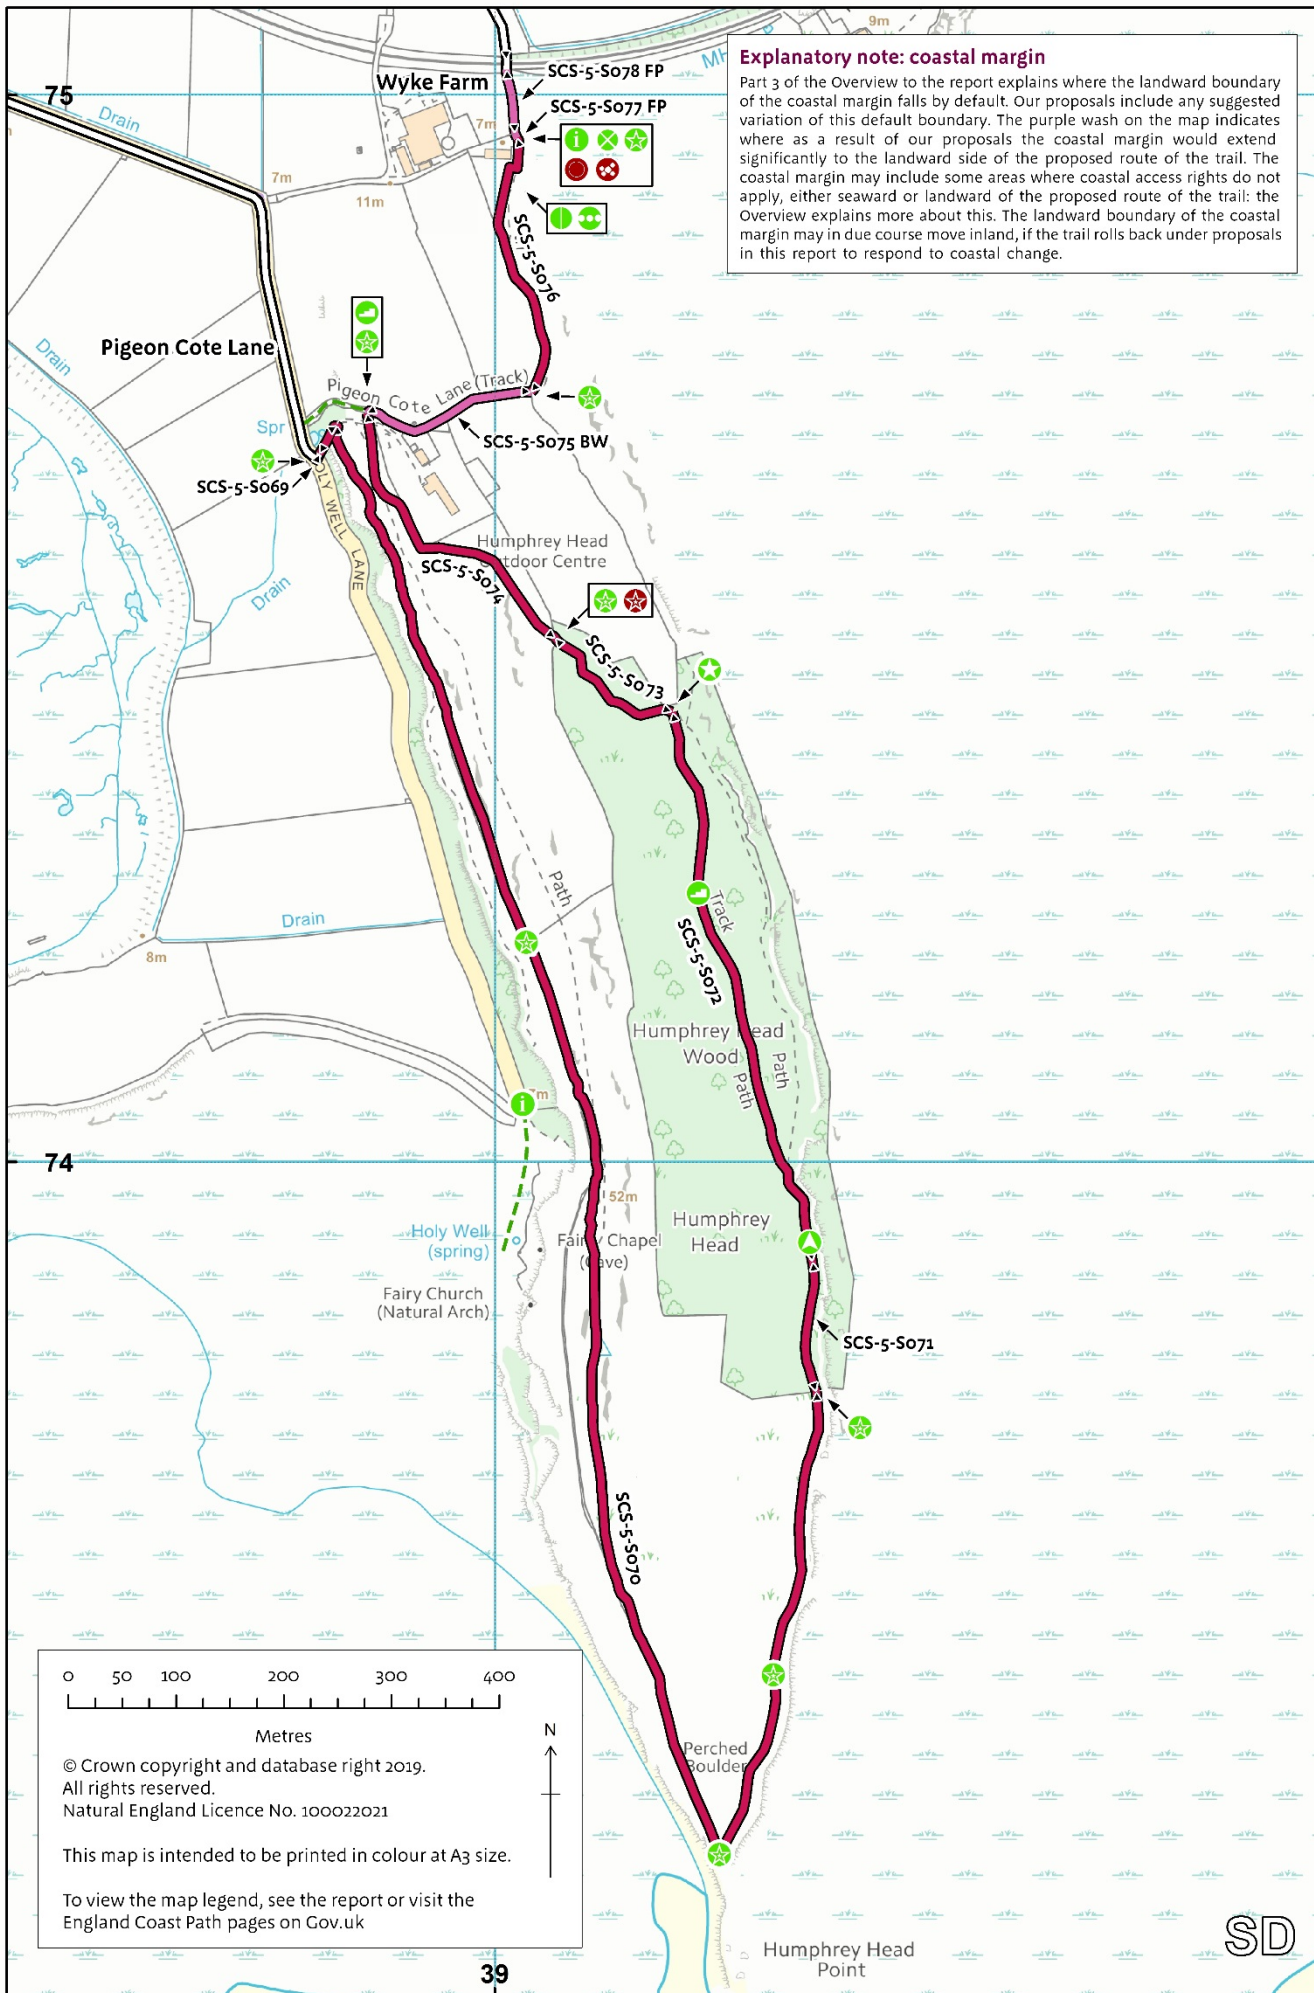 9m
Explanatory note: coastal margin
Part 3 of the Overview to the report explains where the landward boundary
of the coastal margin falls by default. Our proposals include any suggested
variation of this default boundary. The purple wash on the map indicates
where as a result of our proposals the coastal margin would extend
significantly to the landward side of the proposed route of the trail. The
coastal margin may include some areas where coastal access rights do not
apply, either seaward or landward of the proposed route of the trail: the
Overview explains more about this. The landward boundary of the coastal
margin may in due course move inland, if the trail rolls back under proposals
in this report to respond to coastal change.
Wyke Farm
SCS-5-S078 FP
75
SCS-5-S077 FP
Drain
7m
7m
11m
SCS-5-S076
Drain
Pigeon Cote Lane
Pigeon Cote Lane (Track)
Spr
SCS-5-S075 BW
SCS-5-S069
OLY WELL LANE
Humphrey Head
Outdoor Centre
SCS-5-S074
Drain
SCS-5-S073
Path
Track
Drain
8m
SCS-5-S072
Humphrey Head
Wood
Path
Path
74
52m
Humphrey
Head
Holy Well
(spring)
Fairy Chapel
(Cave)
Fairy Church
(Natural Arch)
SCS-5-S071
SCS-5-S070
0 50 100 200 300 400
Metres
N
© Crown copyright and database right 2019.
All rights reserved.
Natural England Licence No. 100022021
This map is intended to be printed in colour at A3 size.
To view the map legend, see the report or visit the
England Coast Path pages on Gov.uk
Perched
Boulder
Humphrey Head
Point
SD
39